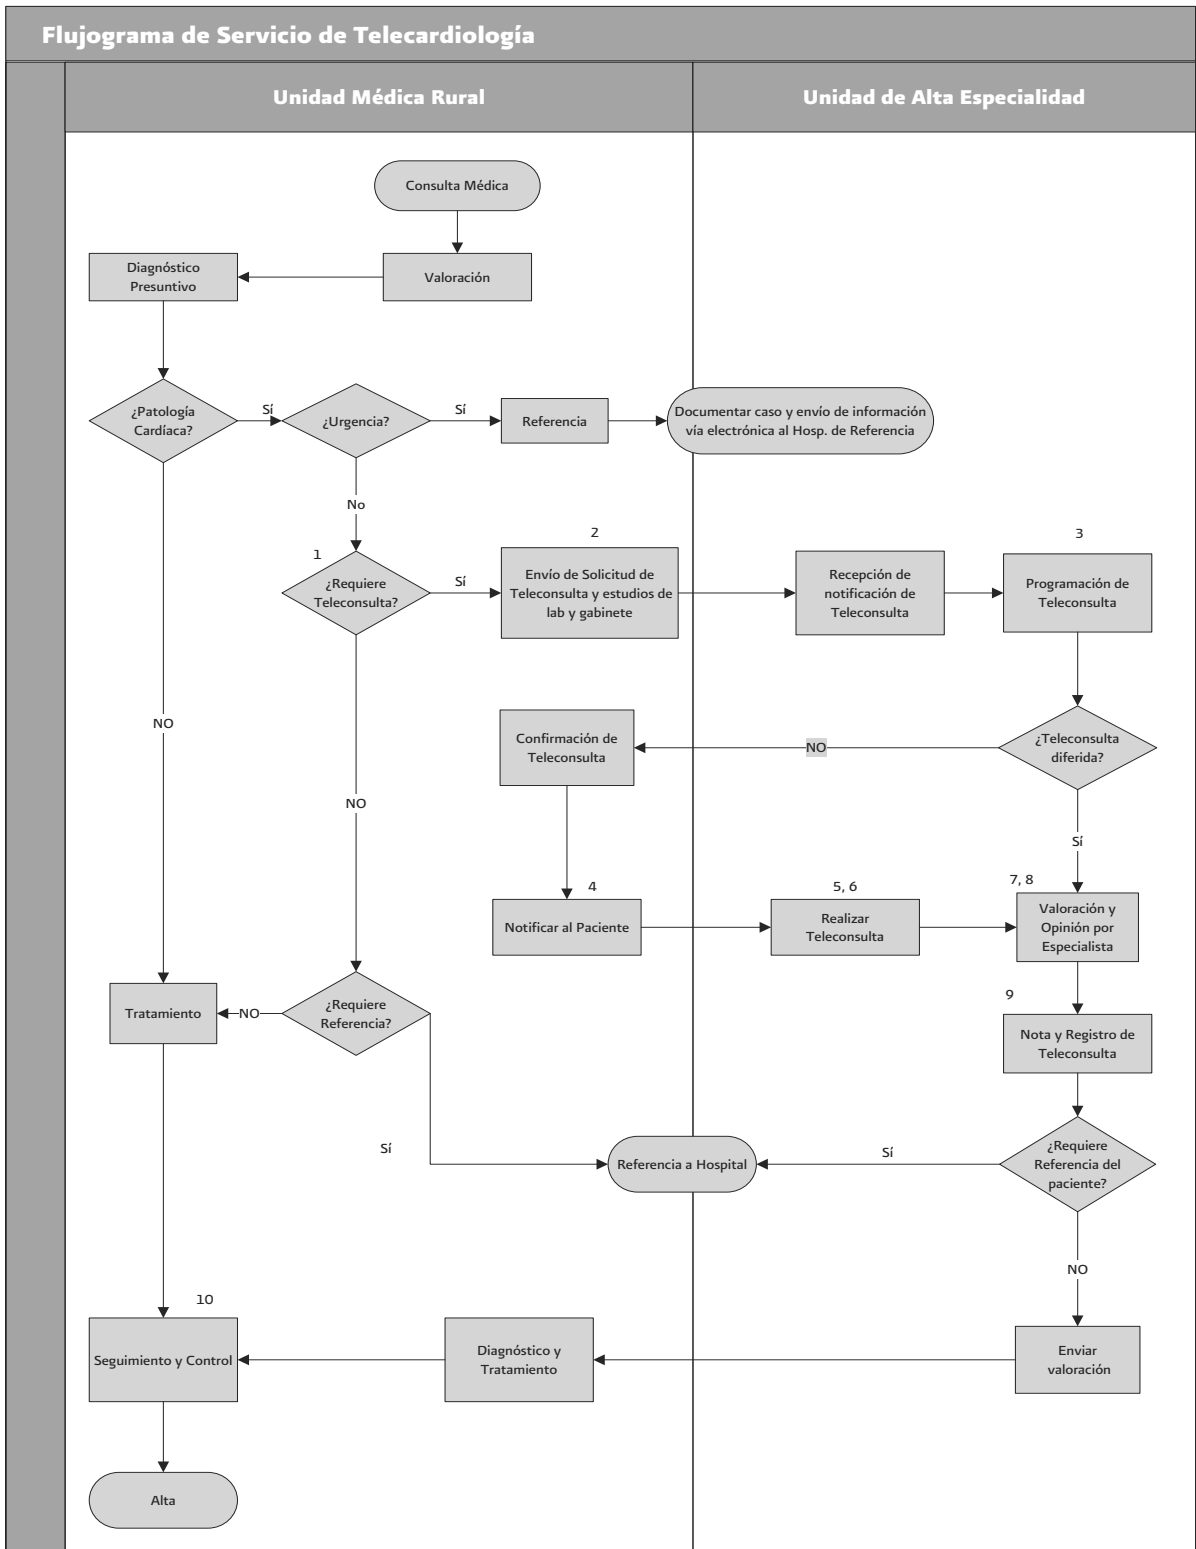 Flujograma de Servicio de Telecardiología
Unidad Médica Rural
Unidad de Alta Especialidad
Consulta Médica
Diagnóstico
Presuntivo
Valoración
¿Patología
Cardíaca?
Sí
¿Urgencia?
Sí
Referencia
Documentar caso y envío de información
vía electrónica al Hosp. de Referencia
No
1
¿Requiere
Teleconsulta?
Sí
2
Envío de Solicitud de
Teleconsulta y estudios de
lab y gabinete
Recepción de
notificación de
Teleconsulta
3
Programación de
Teleconsulta
NO
Confirmación de
Teleconsulta
NO
¿Teleconsulta
diferida?
NO
Sí
4
Notificar al Paciente
5, 6
Realizar
Teleconsulta
7, 8
Valoración y
Opinión por
Especialista
Tratamiento
NO
¿Requiere
Referencia?
9
Nota y Registro de
Teleconsulta
Sí
Referencia a Hospital
Sí
¿Requiere
Referencia del
paciente?
NO
10
Seguimiento y Control
Diagnóstico y
Tratamiento
Enviar
valoración
Alta